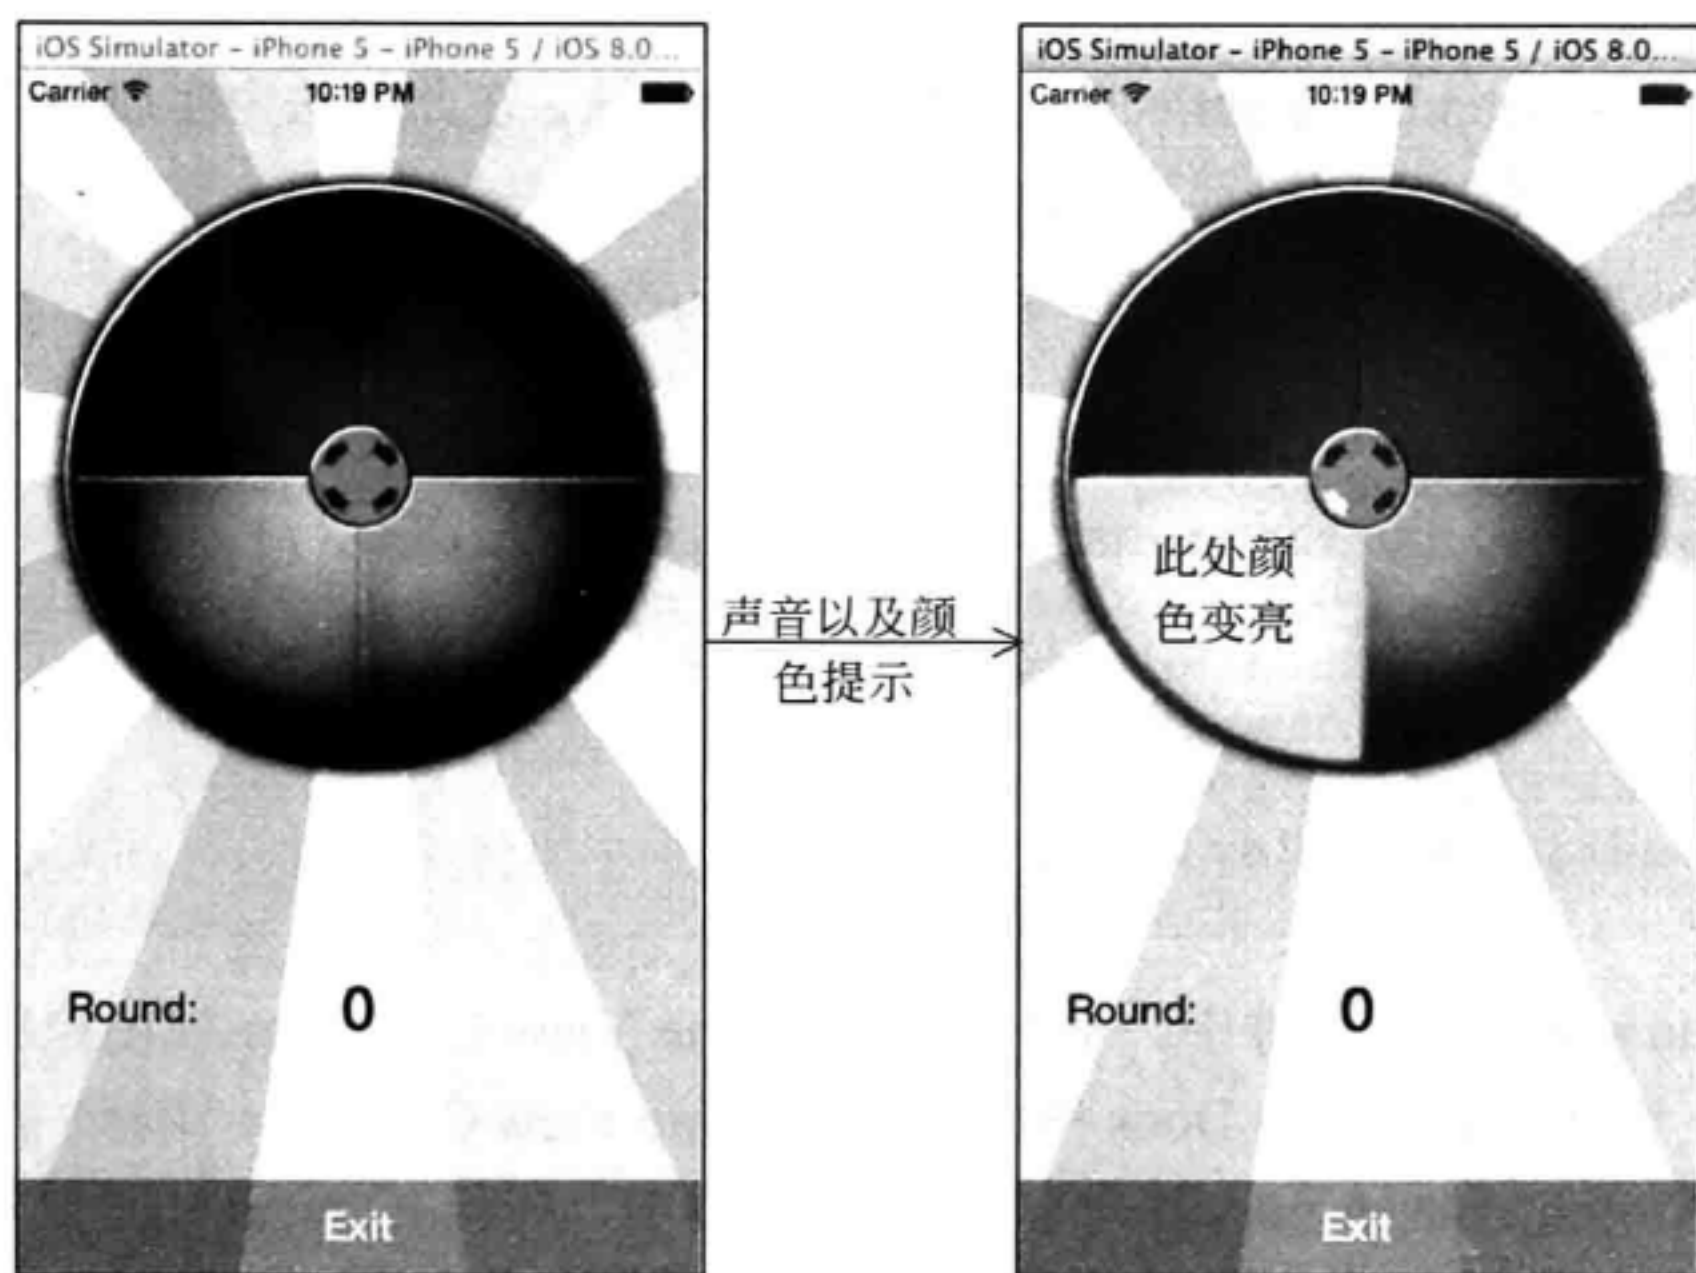 iOS Simulator – iPhone 5 – iPhone 5 / iOS 8.0...
Carrier
10:19 PM
Round:
0
Exit
声音以及颜
色提示
iOS Simulator – iPhone 5 – iPhone 5 / iOS 8.0...
Carrier
10:19 PM
此处颜
色变亮
Round:
0
Exit